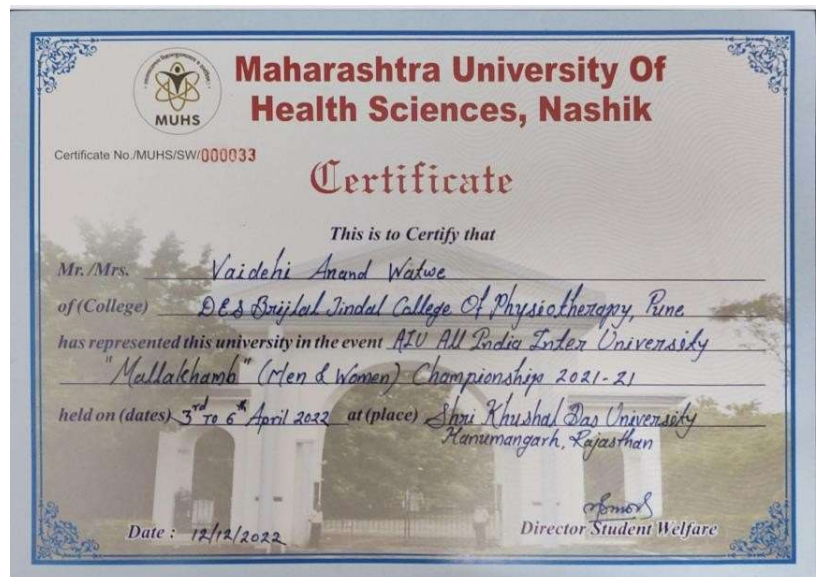 Maharashtra University Of
Health Sciences, Nashik
MUHS
Certificate No./MUHS/SW/000033
Certificate
This is to Certify that
Mr./Mrs. Vaidehi Anand Watwe
of (College) DES Brijlal Jindal College Of Physiotherapy, Pune
has represented this university in the event AIU All India Inter University
"Mallakhamb" (Men & Women) Championship 2021-21
held on (dates) 3rd To 6th April 2022 at (place) Shri Khushal Das University
Hanumangarh, Rajasthan
Date : 12/12/2022
Director Student Welfare